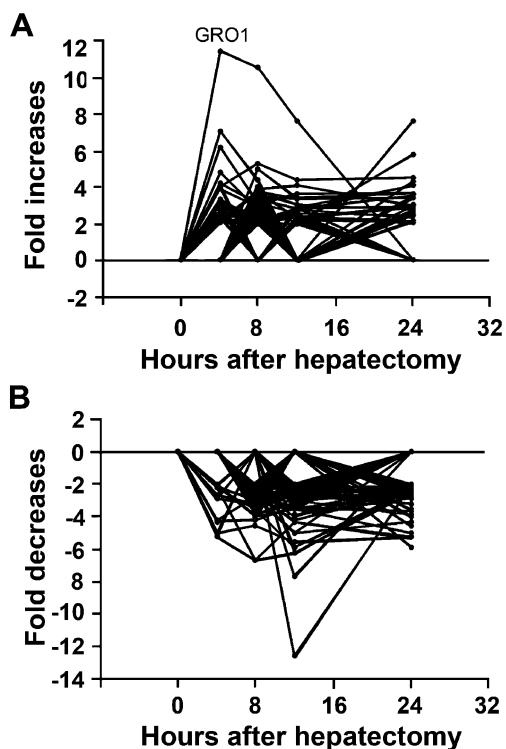 A
GRO1
12
10
8
6
4
2
0
-2
Fold increases
0 8 16 24 32
Hours after hepatectomy
B
2
0
-2
-4
-6
-8
-10
-12
-14
Fold decreases
0 8 16 24 32
Hours after hepatectomy